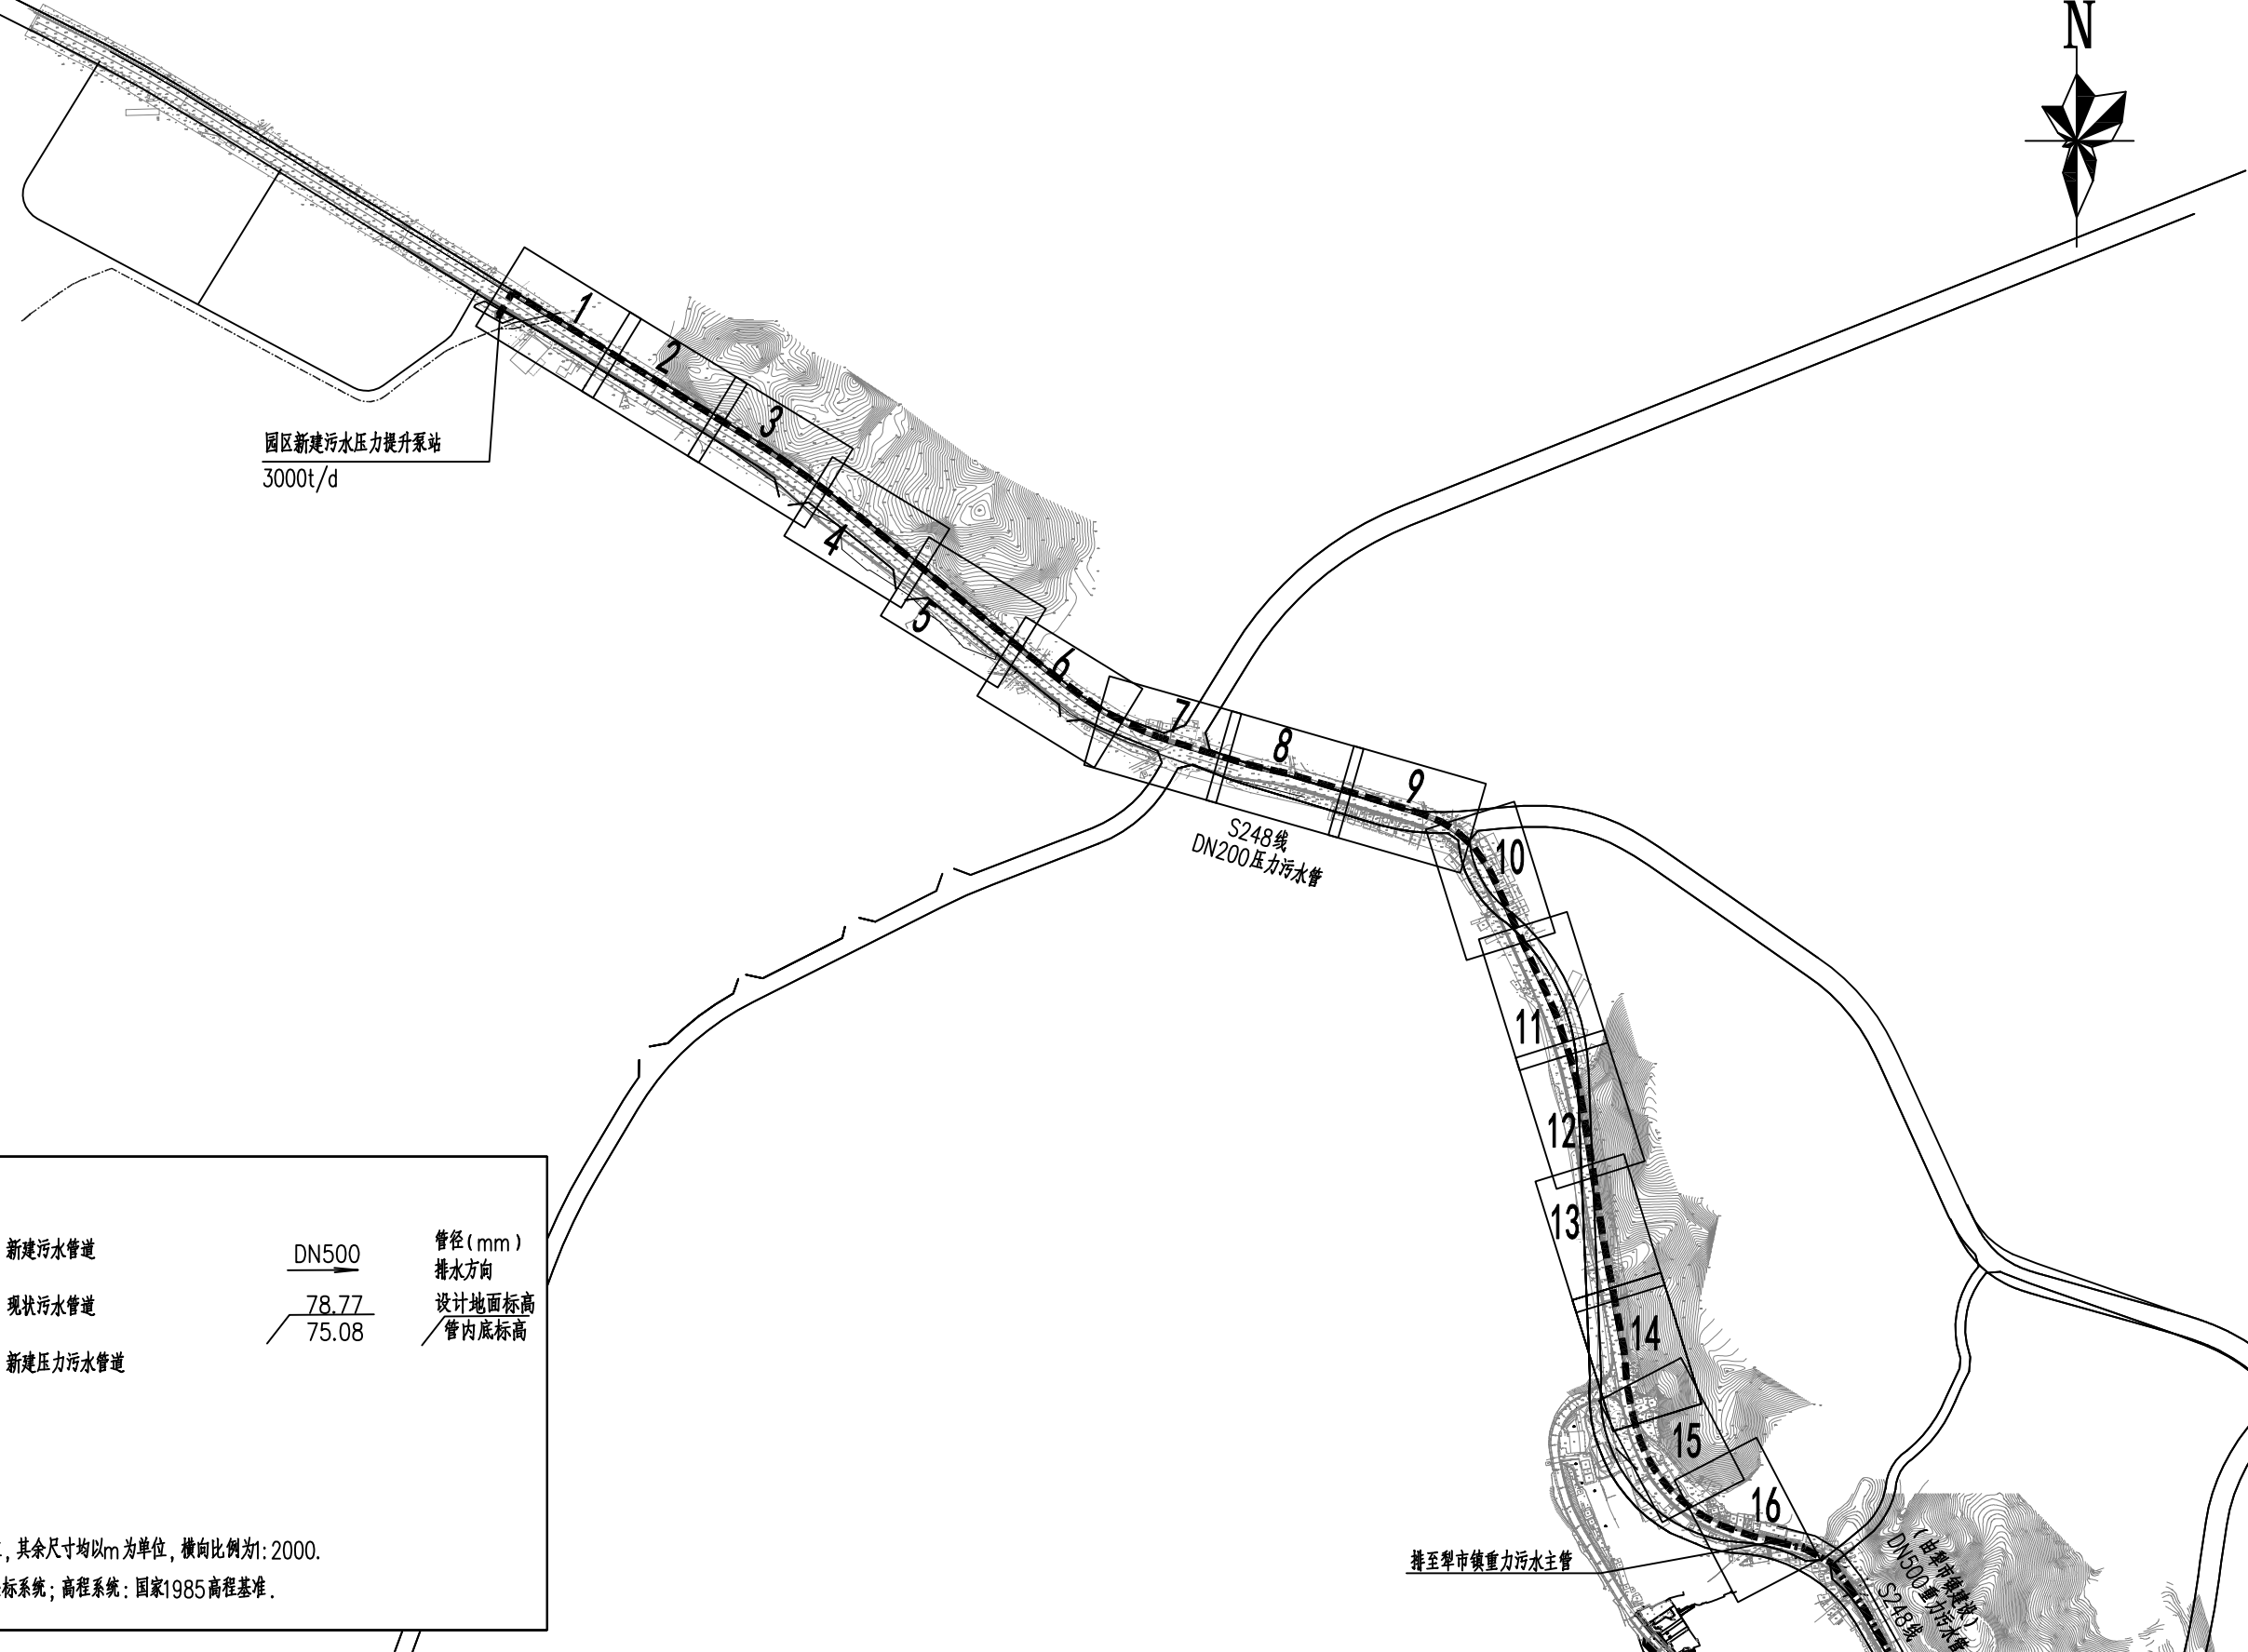 N
1
2
3
园区新建污水压力提升泵站
3000t/d
4
5
6
7
8
9
S248线
DN200压力污水管
10
11
12
13
14
15
16
排至犁市镇重力污水主管
(由犁市镇建设)
DN500重力污水管
S248线
新建污水管道
DN500
管径(mm)
排水方向
现状污水管道
78.77
75.08
设计地面标高
管内底标高
新建压力污水管道
,其余尺寸均以m为单位,横向比例为1:2000.
标系统;高程系统:国家1985高程基准.